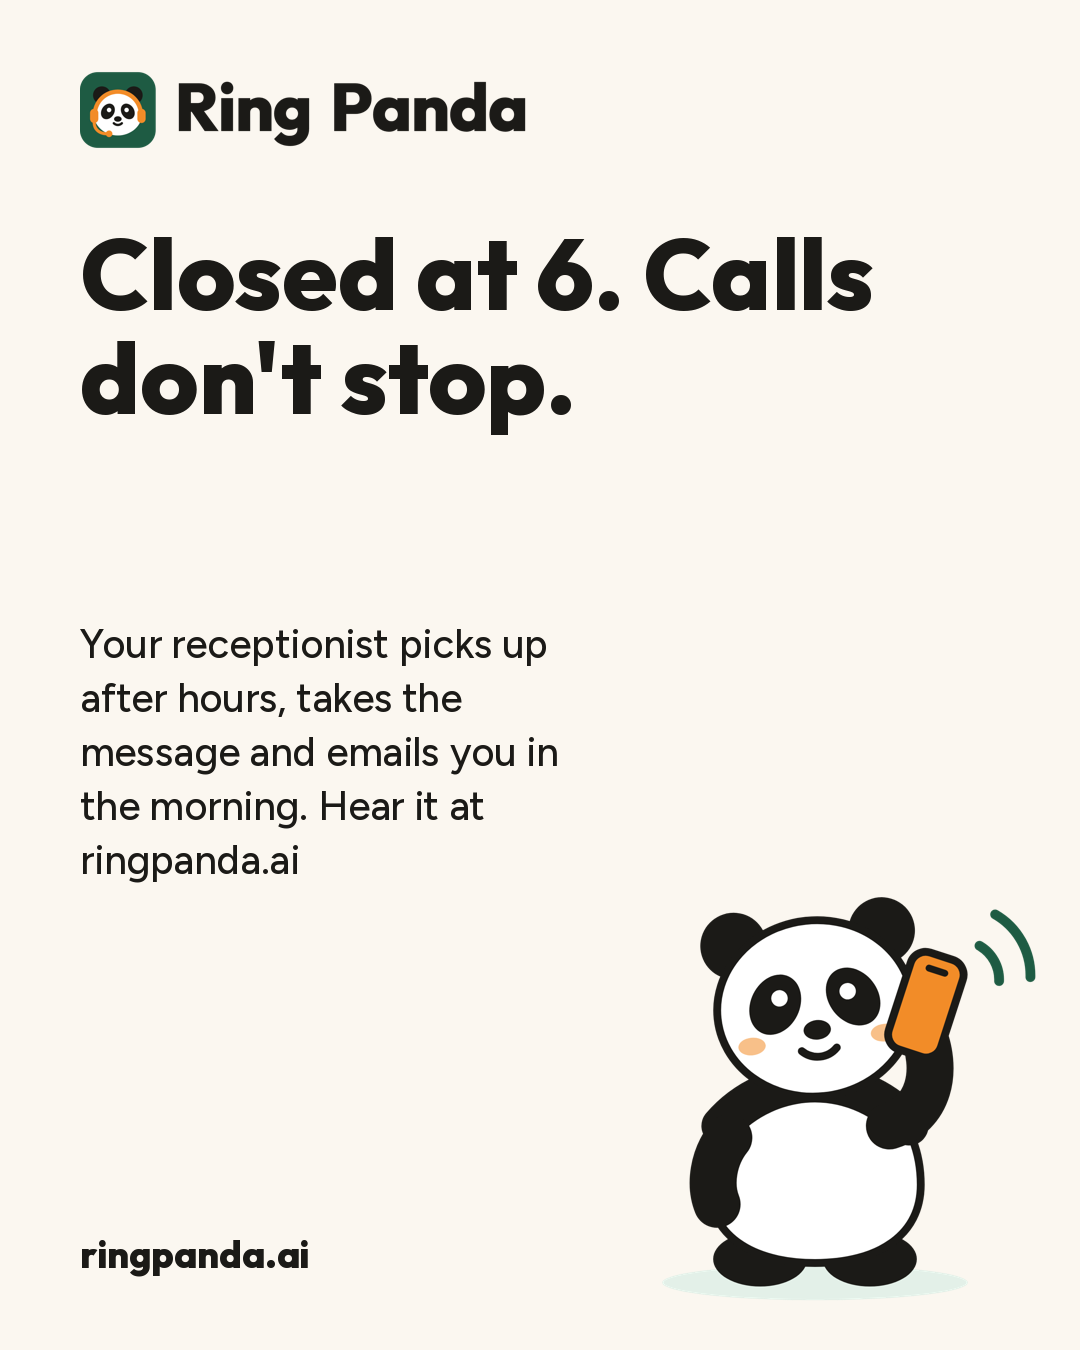 Ring Panda
Closed at 6. Calls
don't stop.
Your receptionist picks up
after hours, takes the
message and emails you in
the morning. Hear it at
ringpanda.ai
ringpanda.ai